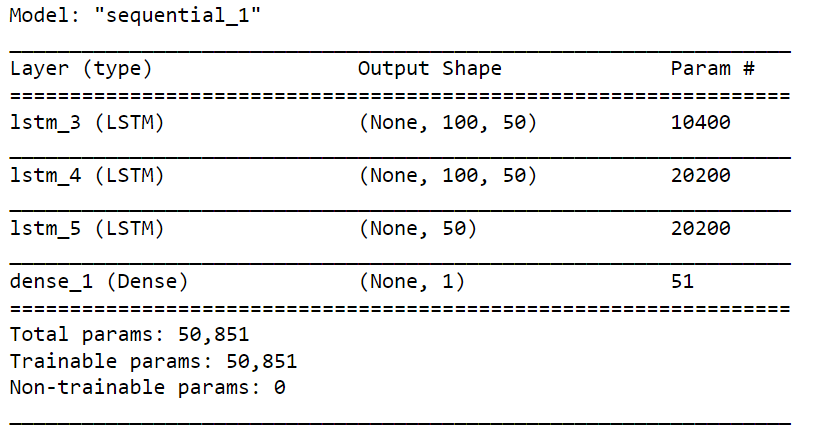 Model: "sequential_1"
_________________________________________________________________
Layer (type)                 Output Shape              Param #
=================================================================
lstm_3 (LSTM)                (None, 100, 50)           10400
_________________________________________________________________
lstm_4 (LSTM)                (None, 100, 50)           20200
_________________________________________________________________
lstm_5 (LSTM)                (None, 50)                20200
_________________________________________________________________
dense_1 (Dense)              (None, 1)                 51
=================================================================
Total params: 50,851
Trainable params: 50,851
Non-trainable params: 0
_________________________________________________________________